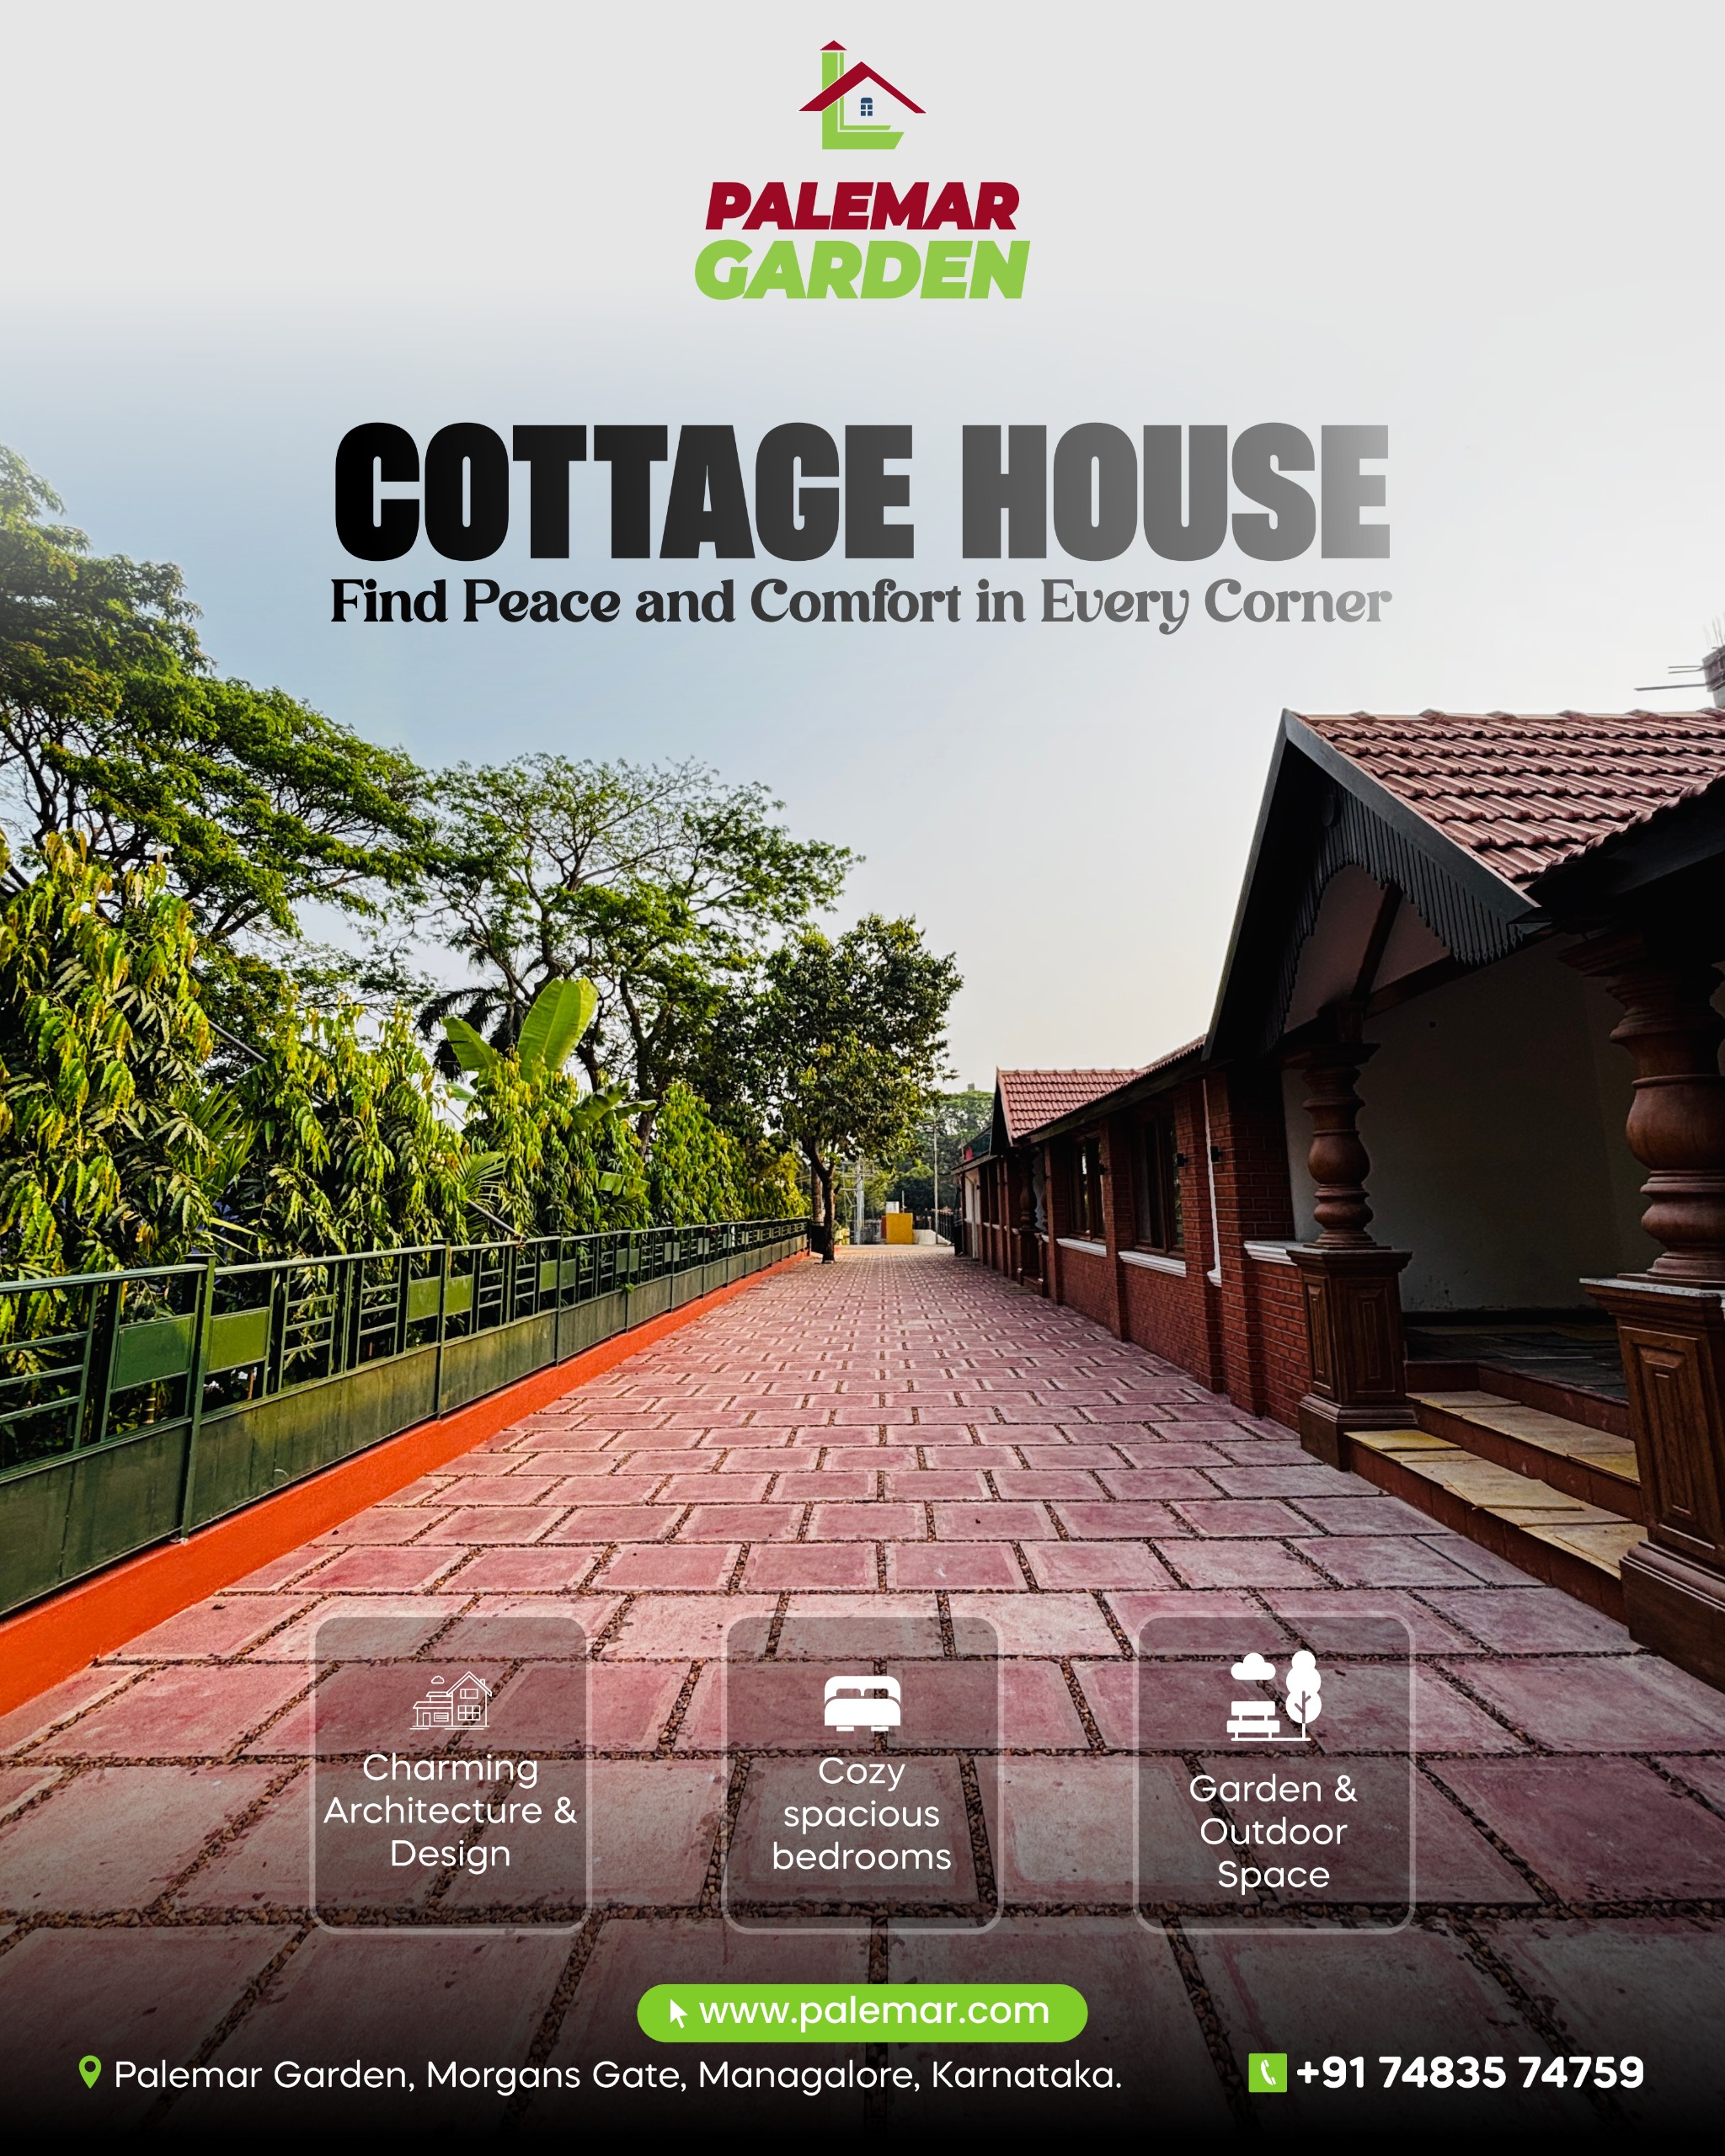 PALEMAR
GARDEN
COTTAGE HOUSE
Find Peace and Comfort in Every Corner
Charming
Architecture &
Design
Cozy
spacious
bedrooms
Garden &
Outdoor
Space
www.palemar.com
Palemar Garden, Morgans Gate, Managalore, Karnataka.
+91 74835 74759